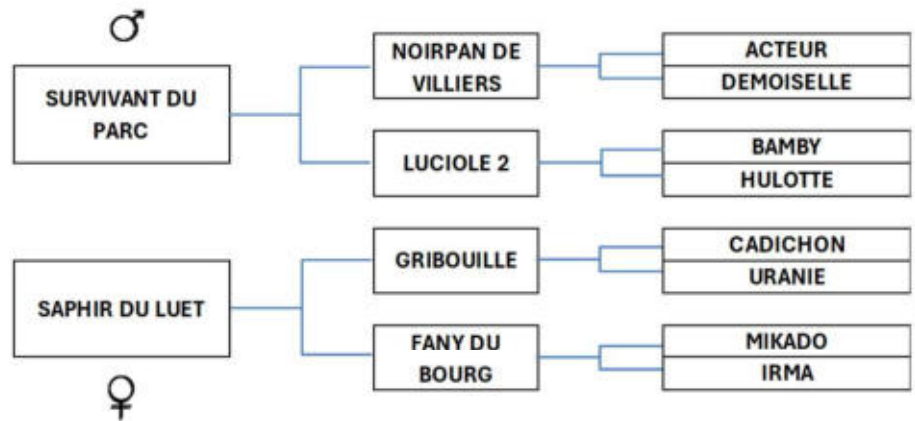 ♂
SURVIVANT DU
PARC
NOIRPAN DE
VILLIERS
ACTEUR
DEMOISELLE
LUCIOLE 2
BAMBY
HULOTTE
SAPHIR DU LUET
GRIBOUILLE
CADICHON
URANIE
FANY DU
BOURG
MIKADO
IRMA
♀